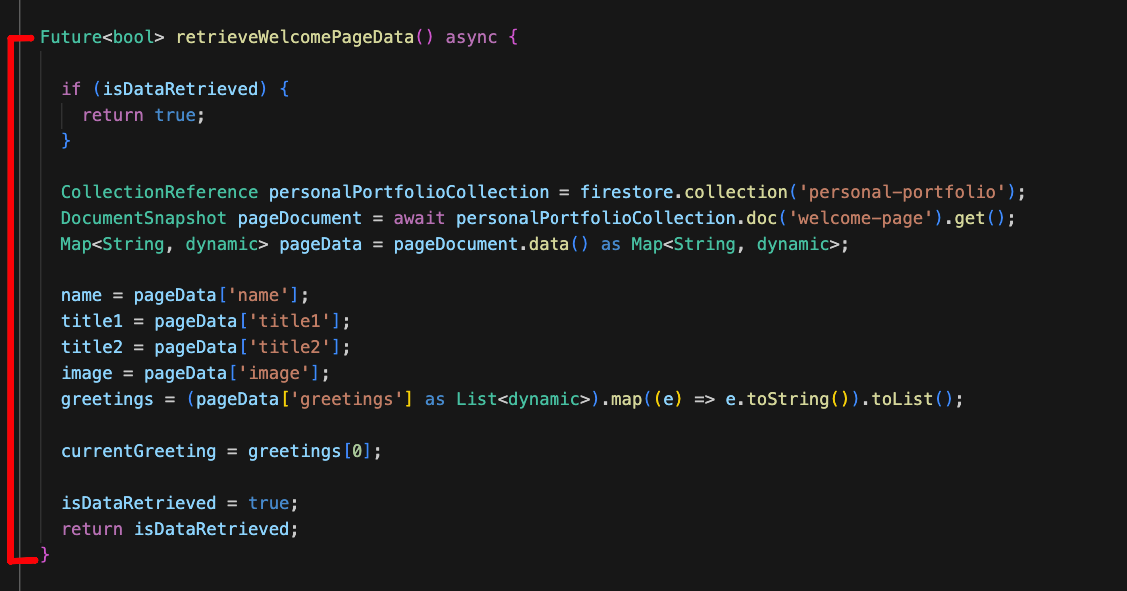 Future<bool> retrieveWelcomePageData() async {
if (isDataRetrieved) {
return true;
}
CollectionReference personalPortfolioCollection = firestore.collection('personal-portfolio');
DocumentSnapshot pageDocument = await personalPortfolioCollection.doc('welcome-page').get();
Map<String, dynamic> pageData = pageDocument.data() as Map<String, dynamic>;
name = pageData['name'];
title1 = pageData['title1'];
title2 = pageData['title2'];
image = pageData['image'];
greetings = (pageData['greetings'] as List<dynamic>).map((e) => e.toString()).toList();
currentGreeting = greetings[0];
isDataRetrieved = true;
return isDataRetrieved;
}